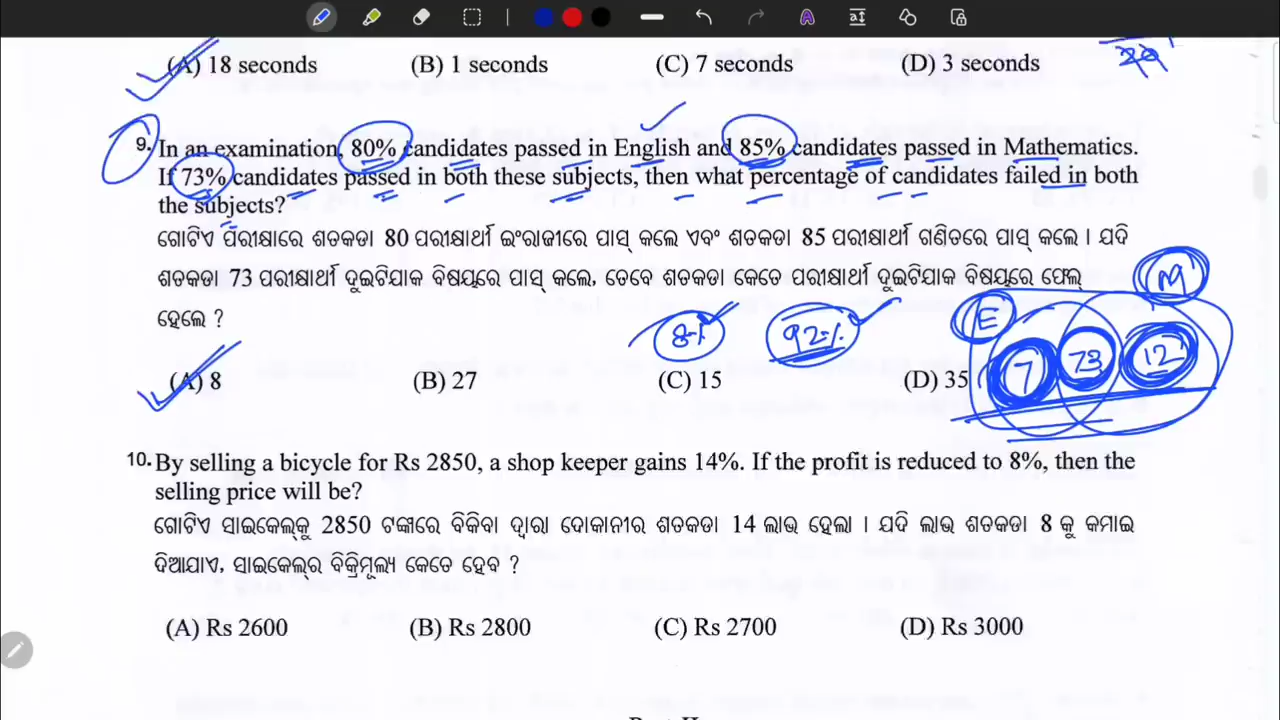 (A) 18 seconds (B) 1 seconds (C) 7 seconds (D) 3 seconds
9. In an examination, 80% candidates passed in English and 85% candidates passed in Mathematics.
If 73% candidates passed in both these subjects, then what percentage of candidates failed in both
the subjects?
ଗୋଟିଏ ପରୀକ୍ଷାରେ ଶତକଡା 80 ପରୀକ୍ଷାର୍ଥୀ ଇଂରାଜୀରେ ପାସ୍ କଲେ ଏବଂ ଶତକଡା 85 ପରୀକ୍ଷାର୍ଥୀ ଗଣିତରେ ପାସ୍ କଲେ । ଯଦି
ଶତକଡା 73 ପରୀକ୍ଷାର୍ଥୀ ଦୁଇଟିଯାକ ବିଷୟରେ ପାସ୍ କଲେ, ତେବେ ଶତକଡା କେତେ ପରୀକ୍ଷାର୍ଥୀ ଦୁଇଟିଯାକ ବିଷୟରେ ଫେଲ୍
ହେଲେ ?
8% 92% E M
7 73 12
(A) 8 (B) 27 (C) 15 (D) 35
10. By selling a bicycle for Rs 2850, a shop keeper gains 14%. If the profit is reduced to 8%, then the
selling price will be?
ଗୋଟିଏ ସାଇକେଲ୍‌କୁ 2850 ଟଙ୍କାରେ ବିକିବା ଦ୍ୱାରା ଦୋକାନୀର ଶତକଡା 14 ଲାଭ ହେଲା । ଯଦି ଲାଭ ଶତକଡା 8 କୁ କମାଇ
ଦିଆଯାଏ, ସାଇକେଲ୍‌ର ବିକ୍ରିମୂଲ୍ୟ କେତେ ହେବ ?
(A) Rs 2600 (B) Rs 2800 (C) Rs 2700 (D) Rs 3000